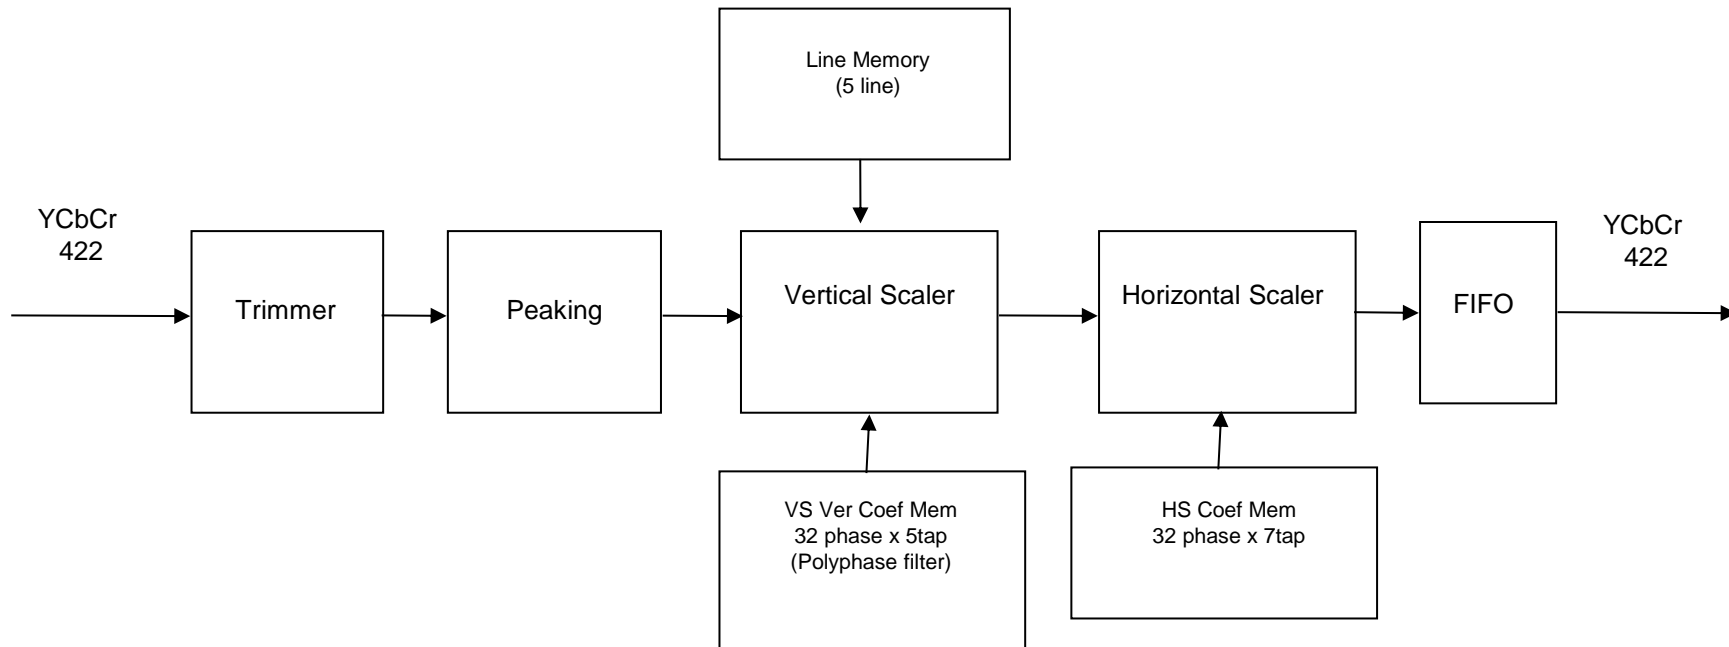 Line Memory
(5 line)
YCbCr
422
Trimmer
Peaking
Vertical Scaler
Horizontal Scaler
FIFO
YCbCr
422
VS Ver Coef Mem
32 phase x 5tap
(Polyphase filter)
HS Coef Mem
32 phase x 7tap